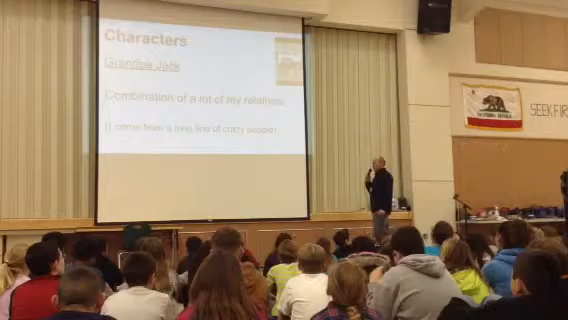 Characters
Grandpa Jack
Combination of a lot of my relatives
(I come from a long line of crazy people)
CALIFORNIA REPUBLIC
SEEK FIRS